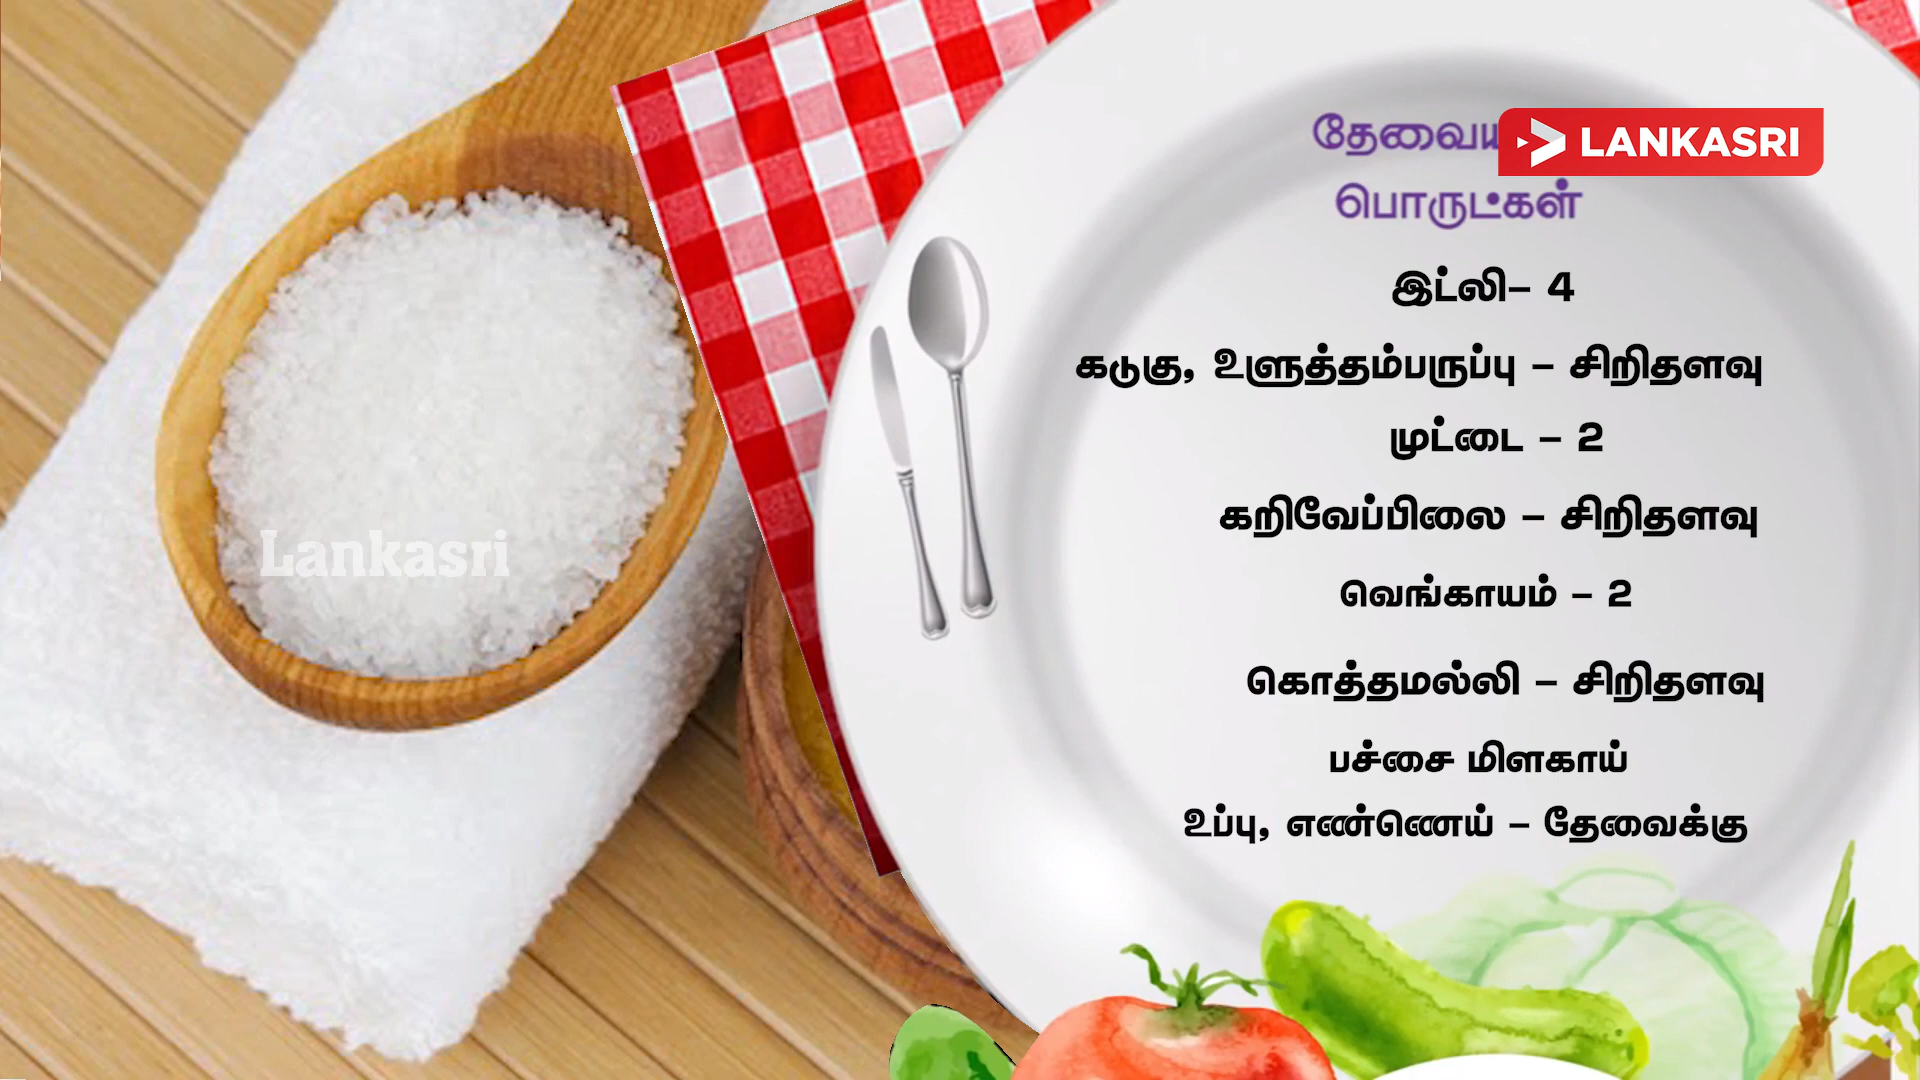 LANKASRI
பொருட்கள்
இட்லி– 4
கடுகு, உளுத்தம்பருப்பு – சிறிதளவு
முட்டை – 2
கறிவேப்பிலை – சிறிதளவு
வெங்காயம் – 2
கொத்தமல்லி – சிறிதளவு
பச்சை மிளகாய்
உப்பு, எண்ணெய் – தேவைக்கு
Lankasri